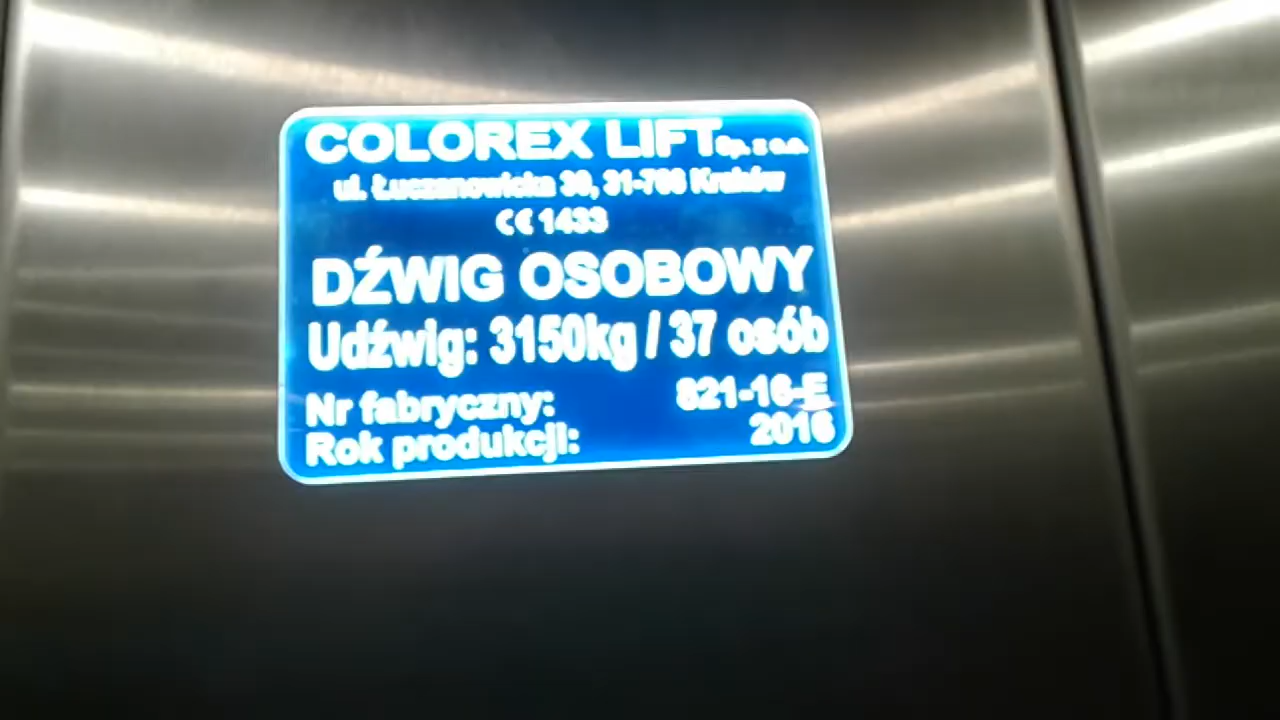 COLOREX LIFT Sp. z o.o.
ul. Łuczanowicka 30, 31-766 Kraków
CE 1433
DŹWIG OSOBOWY
Udźwig: 3150kg / 37 osób
Nr fabryczny: 821-16-E
Rok produkcji: 2016